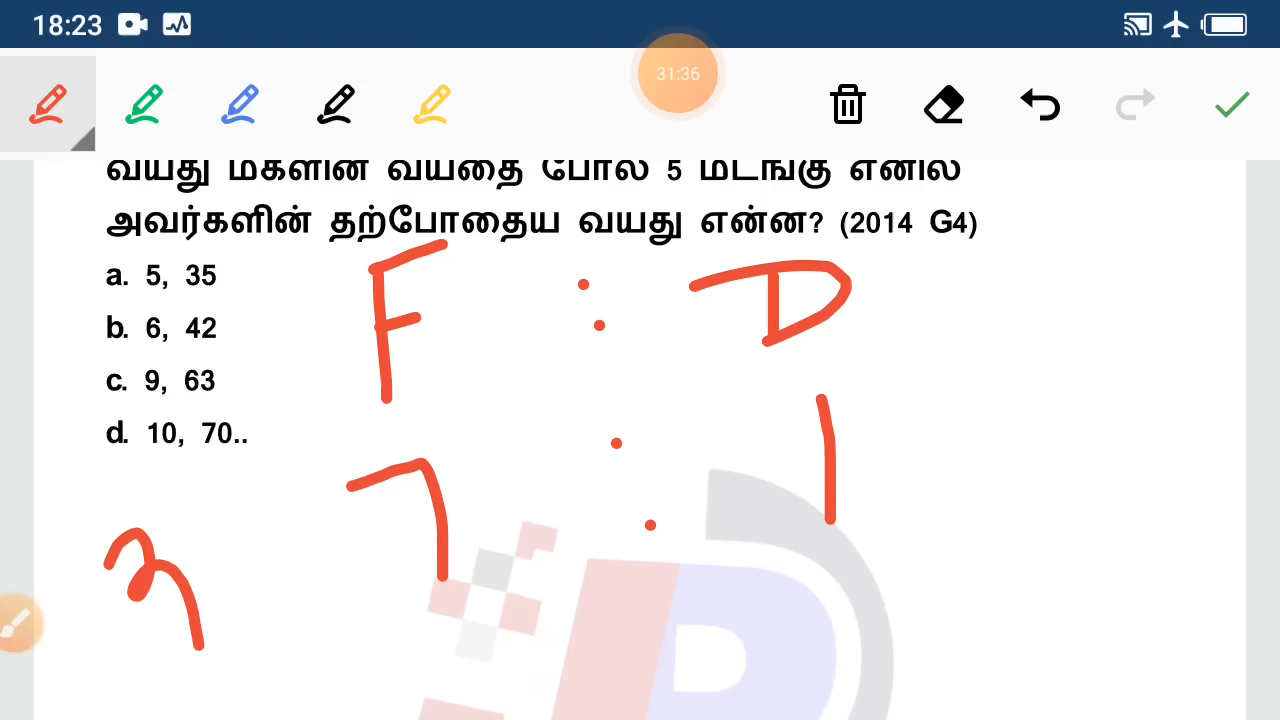 18:23
31:36
வயது மகளின் வயதை போல் 5 மடங்கு எனில்
அவர்களின் தற்போதைய வயது என்ன? (2014 G4)
a. 5, 35
b. 6, 42
c. 9, 63
d. 10, 70..
F : D
7 : 1
3